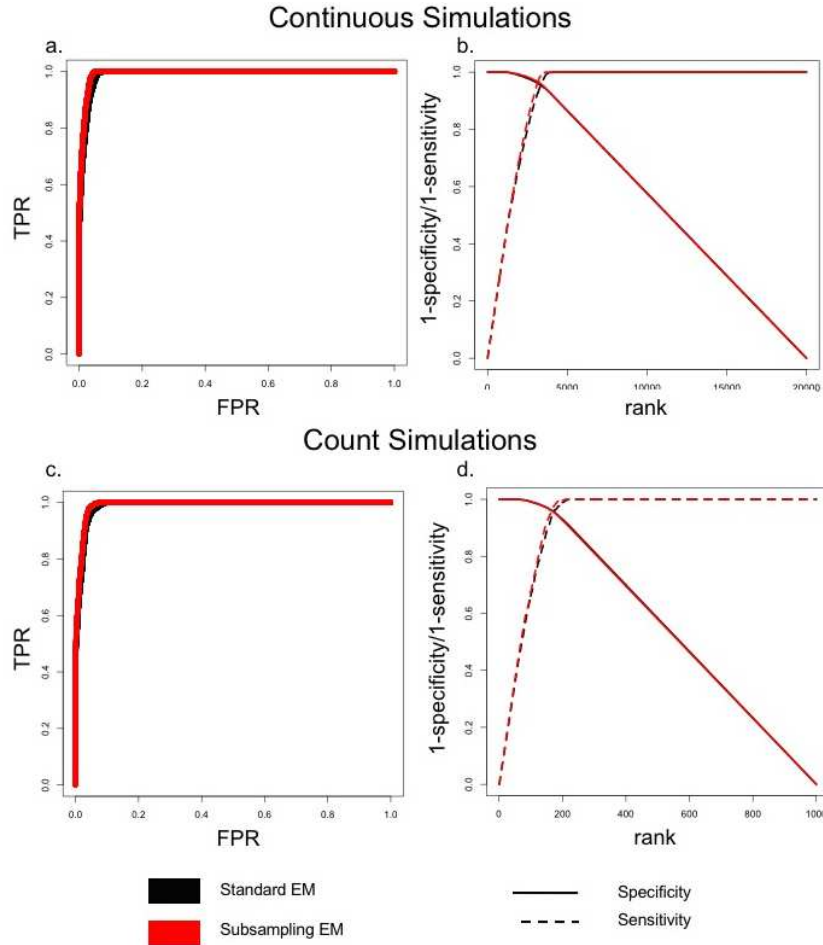 Continuous Simulations
a.
b.
TPR
0.0 0.2 0.4 0.6 0.8 1.0
0.0 0.2 0.4 0.6 0.8 1.0
FPR
1-specificity/1-sensitivity
0.0 0.2 0.4 0.6 0.8 1.0
0 5000 10000 15000 20000
rank
Count Simulations
c.
d.
TPR
0.0 0.2 0.4 0.6 0.8 1.0
0.0 0.2 0.4 0.6 0.8 1.0
FPR
1-specificity/1-sensitivity
0.0 0.2 0.4 0.6 0.8 1.0
0 200 400 600 800 1000
rank
Standard EM
Subsampling EM
Specificity
Sensitivity